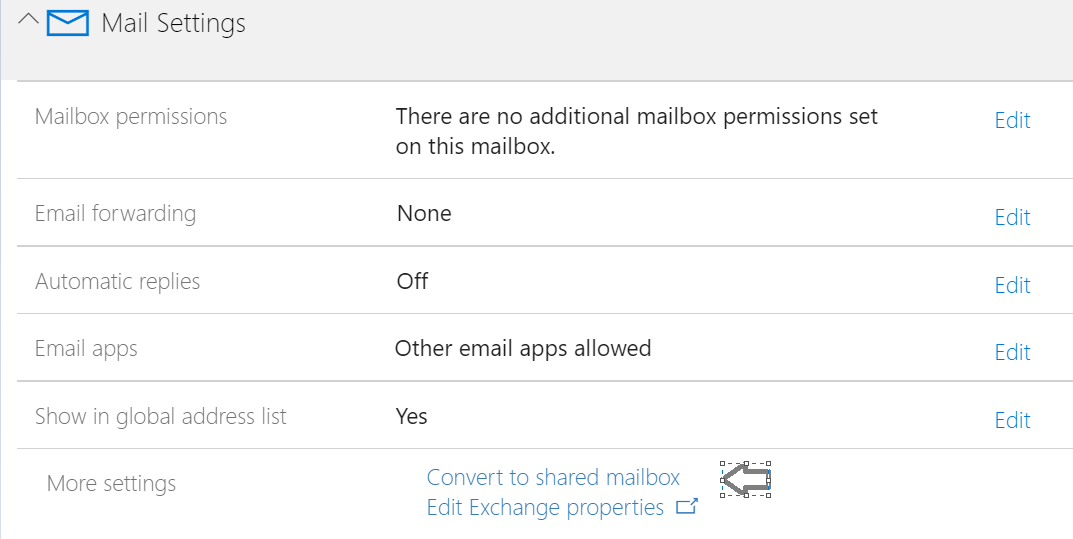 Mail Settings
Mailbox permissions
There are no additional mailbox permissions set
on this mailbox.
Edit
Email forwarding
None
Edit
Automatic replies
Off
Edit
Email apps
Other email apps allowed
Edit
Show in global address list
Yes
Edit
More settings
Convert to shared mailbox
Edit Exchange properties